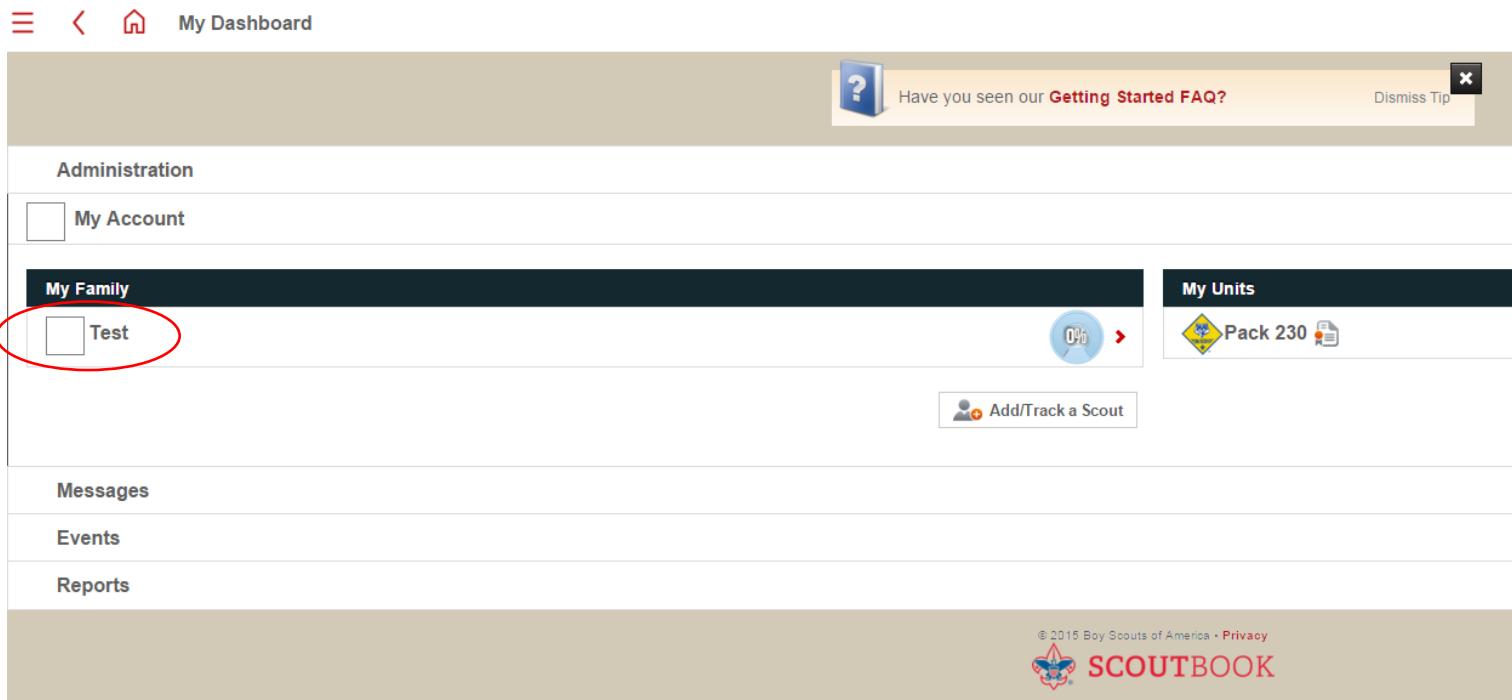 My Dashboard
Have you seen our Getting Started FAQ?
Dismiss Tip
Administration
My Account
My Family
Test
0%
Add/Track a Scout
My Units
Pack 230
Messages
Events
Reports
© 2015 Boy Scouts of America • Privacy
SCOUTBOOK